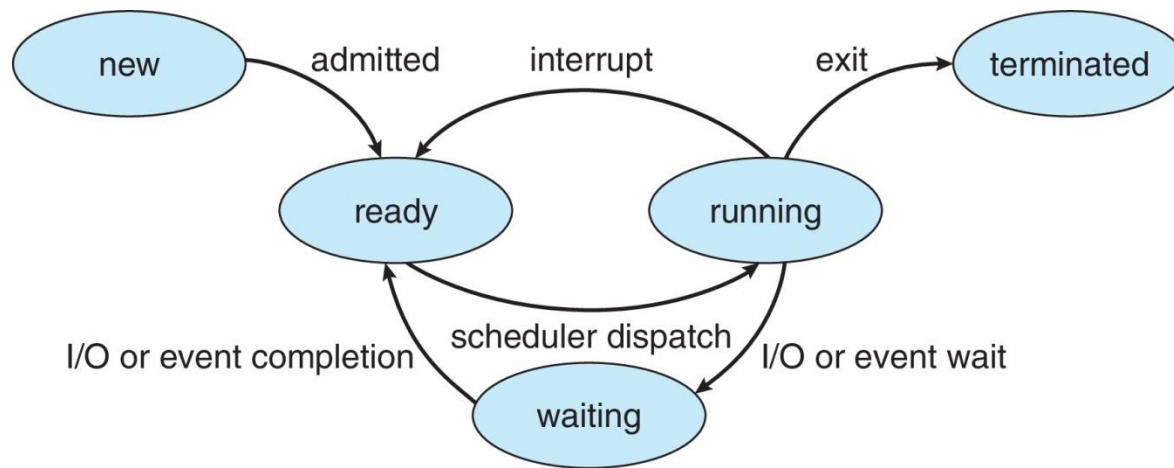 new
admitted
interrupt
exit
terminated
ready
running
I/O or event completion
scheduler dispatch
I/O or event wait
waiting